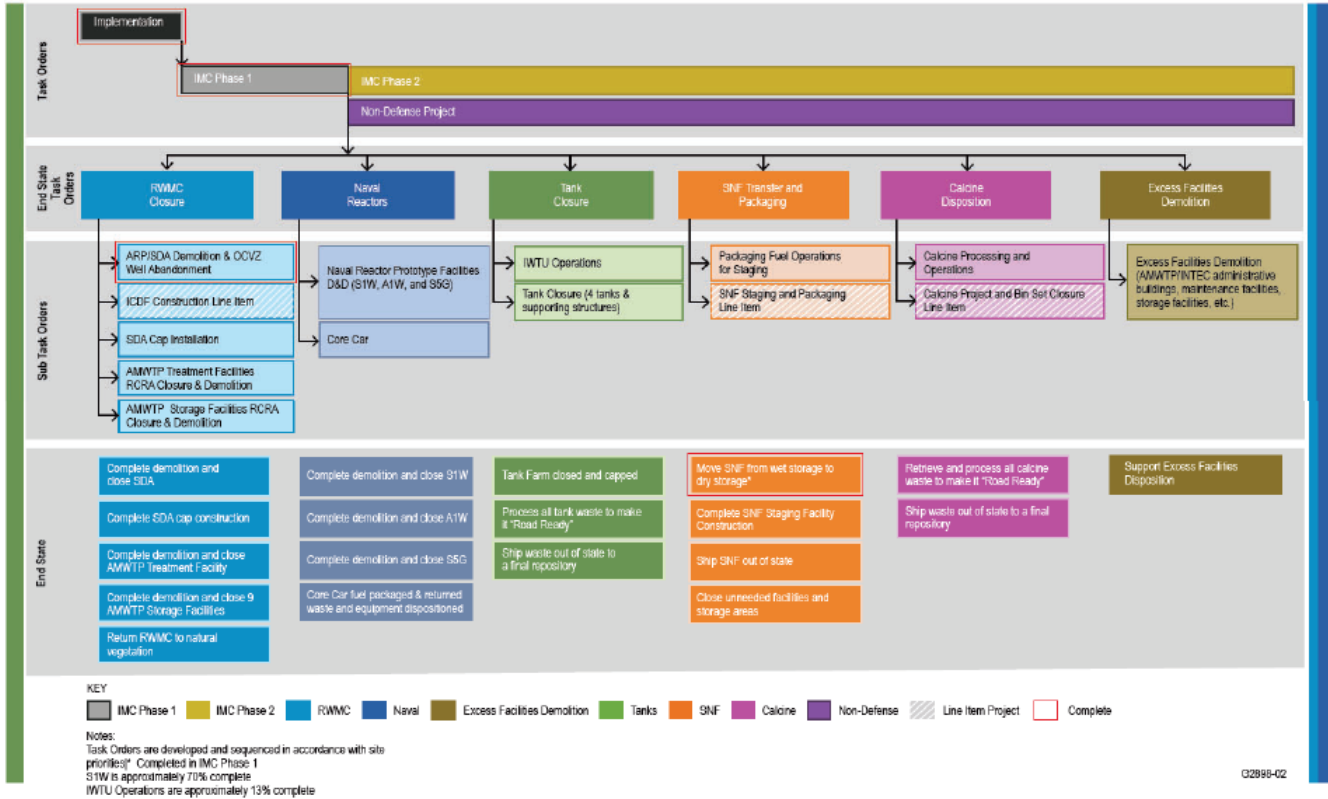 Task Orders
Implementation
IMC Phase 1
IMC Phase 2
Non-Defense Project
End State
Task
Orders
RWMC
Closure
Naval
Reactors
Tank
Closure
SNF Transfer and
Packaging
Calcine
Disposition
Excess Facilities
Demolition
Sub Task Orders
ARP/SDA Demolition & OCVZ
Well Abandonment
ICDF Construction Line Item
SDA Cap Installation
AMWTP Treatment Facilities
RCRA Closure & Demolition
AMWTP Storage Facilities RCRA
Closure & Demolition
Naval Reactor Prototype Facilities
D&D (S1W, A1W, and S5G)
Core Car
IWTU Operations
Tank Closure (4 tanks &
supporting structures)
Packaging Fuel Operations
for Staging
SNF Staging and Packaging
Line Item
Calcine Processing and
Operations
Calcine Project and Bin Set Closure
Line Item
Excess Facilities Demolition
(AMWTP/INTEC administrative
buildings, maintenance facilities,
storage facilities, etc.)
End State
Complete demolition and
close SDA
Complete SDA cap construction
Complete demolition and close
AMWTP Treatment Facility
Complete demolition and close 9
AMWTP Storage Facilities
Return RWMC to natural
vegetation
Complete demolition and close S1W
Complete demolition and close A1W
Complete demolition and close S5G
Core Car fuel packaged & returned
waste and equipment dispositioned
Tank Farm closed and capped
Process all tank waste to make
it "Road Ready"
Ship waste out of state to
a final repository
Move SNF from wet storage to
dry storage*
Complete SNF Staging Facility
Construction
Ship SNF out of state
Close unneeded facilities and
storage areas
Retrieve and process all calcine
waste to make it "Road Ready"
Ship waste out of state to a final
repository
Support Excess Facilities
Disposition
KEY
IMC Phase 1
IMC Phase 2
RWMC
Naval
Excess Facilities Demolition
Tanks
SNF
Calcine
Non-Defense
Line Item Project
Complete
Notes:
Task Orders are developed and sequenced in accordance with site
priorities|* Completed in IMC Phase 1
S1W is approximately 70% complete
IWTU Operations are approximately 13% complete
G2898-02